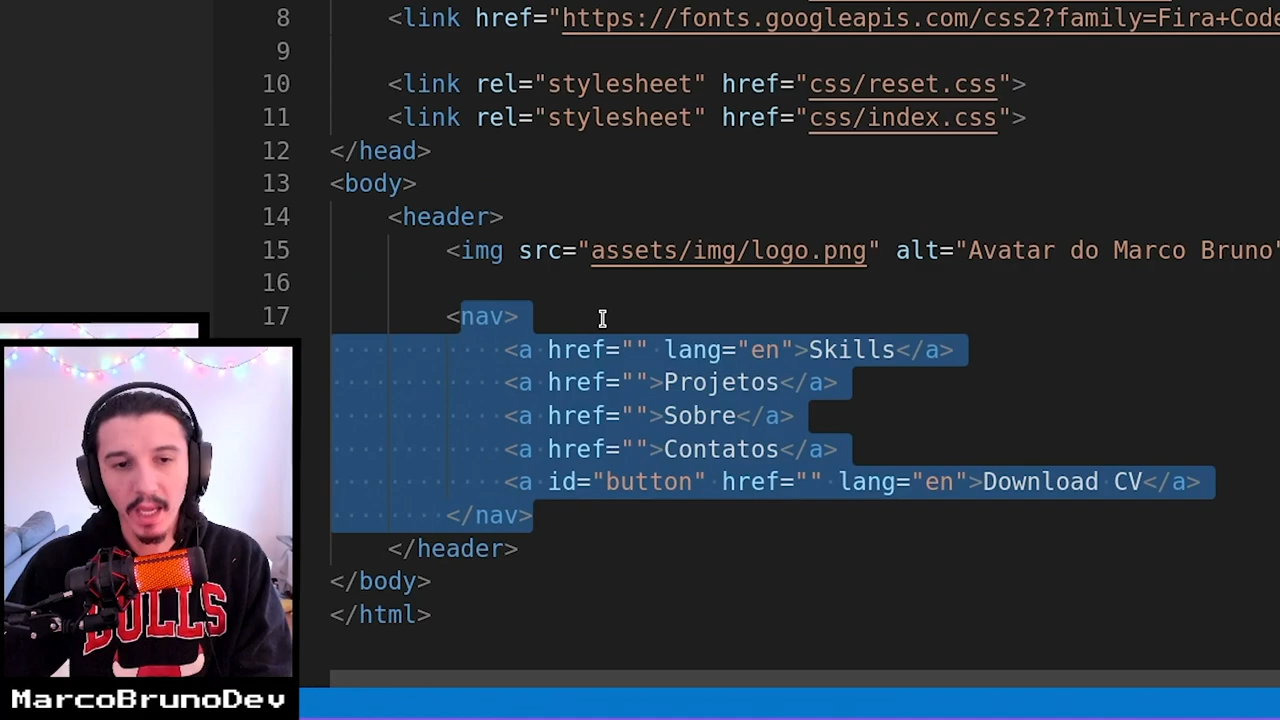 8 <link href="https://fonts.googleapis.com/css2?family=Fira+Code
9
10 <link rel="stylesheet" href="css/reset.css">
11 <link rel="stylesheet" href="css/index.css">
12 </head>
13 <body>
14 <header>
15 <img src="assets/img/logo.png" alt="Avatar do Marco Bruno"
16
17 <nav>
<a href="" lang="en">Skills</a>
<a href="">Projetos</a>
<a href="">Sobre</a>
<a href="">Contatos</a>
<a id="button" href="" lang="en">Download CV</a>
</nav>
</header>
</body>
</html>
BULLS
MarcoBrunoDev